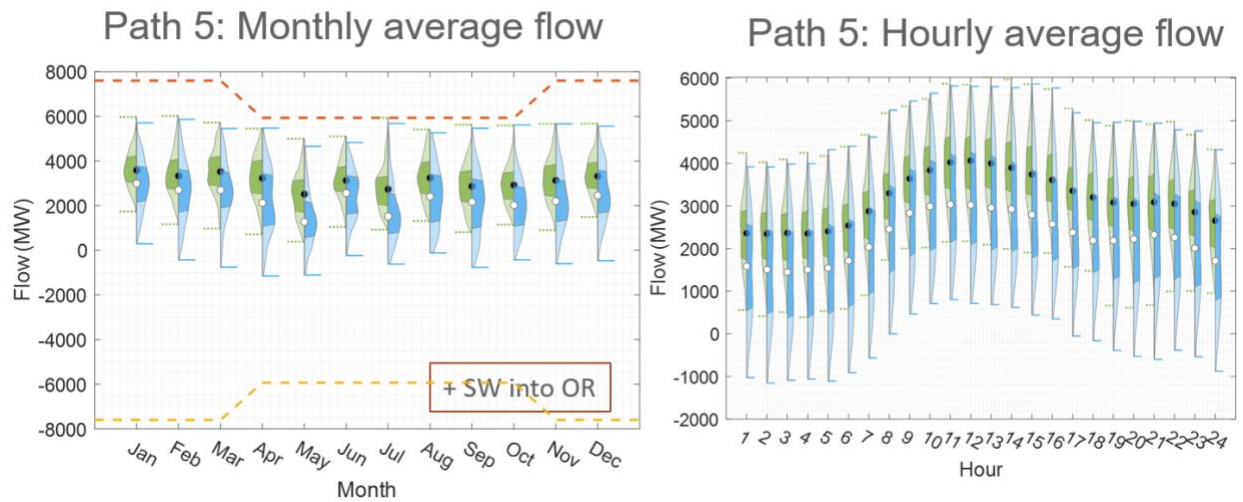 Path 5: Monthly average flow
8000
6000
4000
2000
0
-2000
-4000
-6000
-8000
Flow (MW)
+ SW into OR
Jan Feb Mar Apr May Jun Jul Aug Sep Oct Nov Dec
Month
Path 5: Hourly average flow
6000
5000
4000
3000
2000
1000
0
-1000
2000
Flow (MW)
1 2 3 4 5 6 7 8 9 10 11 12 13 14 15 16 17 18 19 20 21 22 23 24
Hour